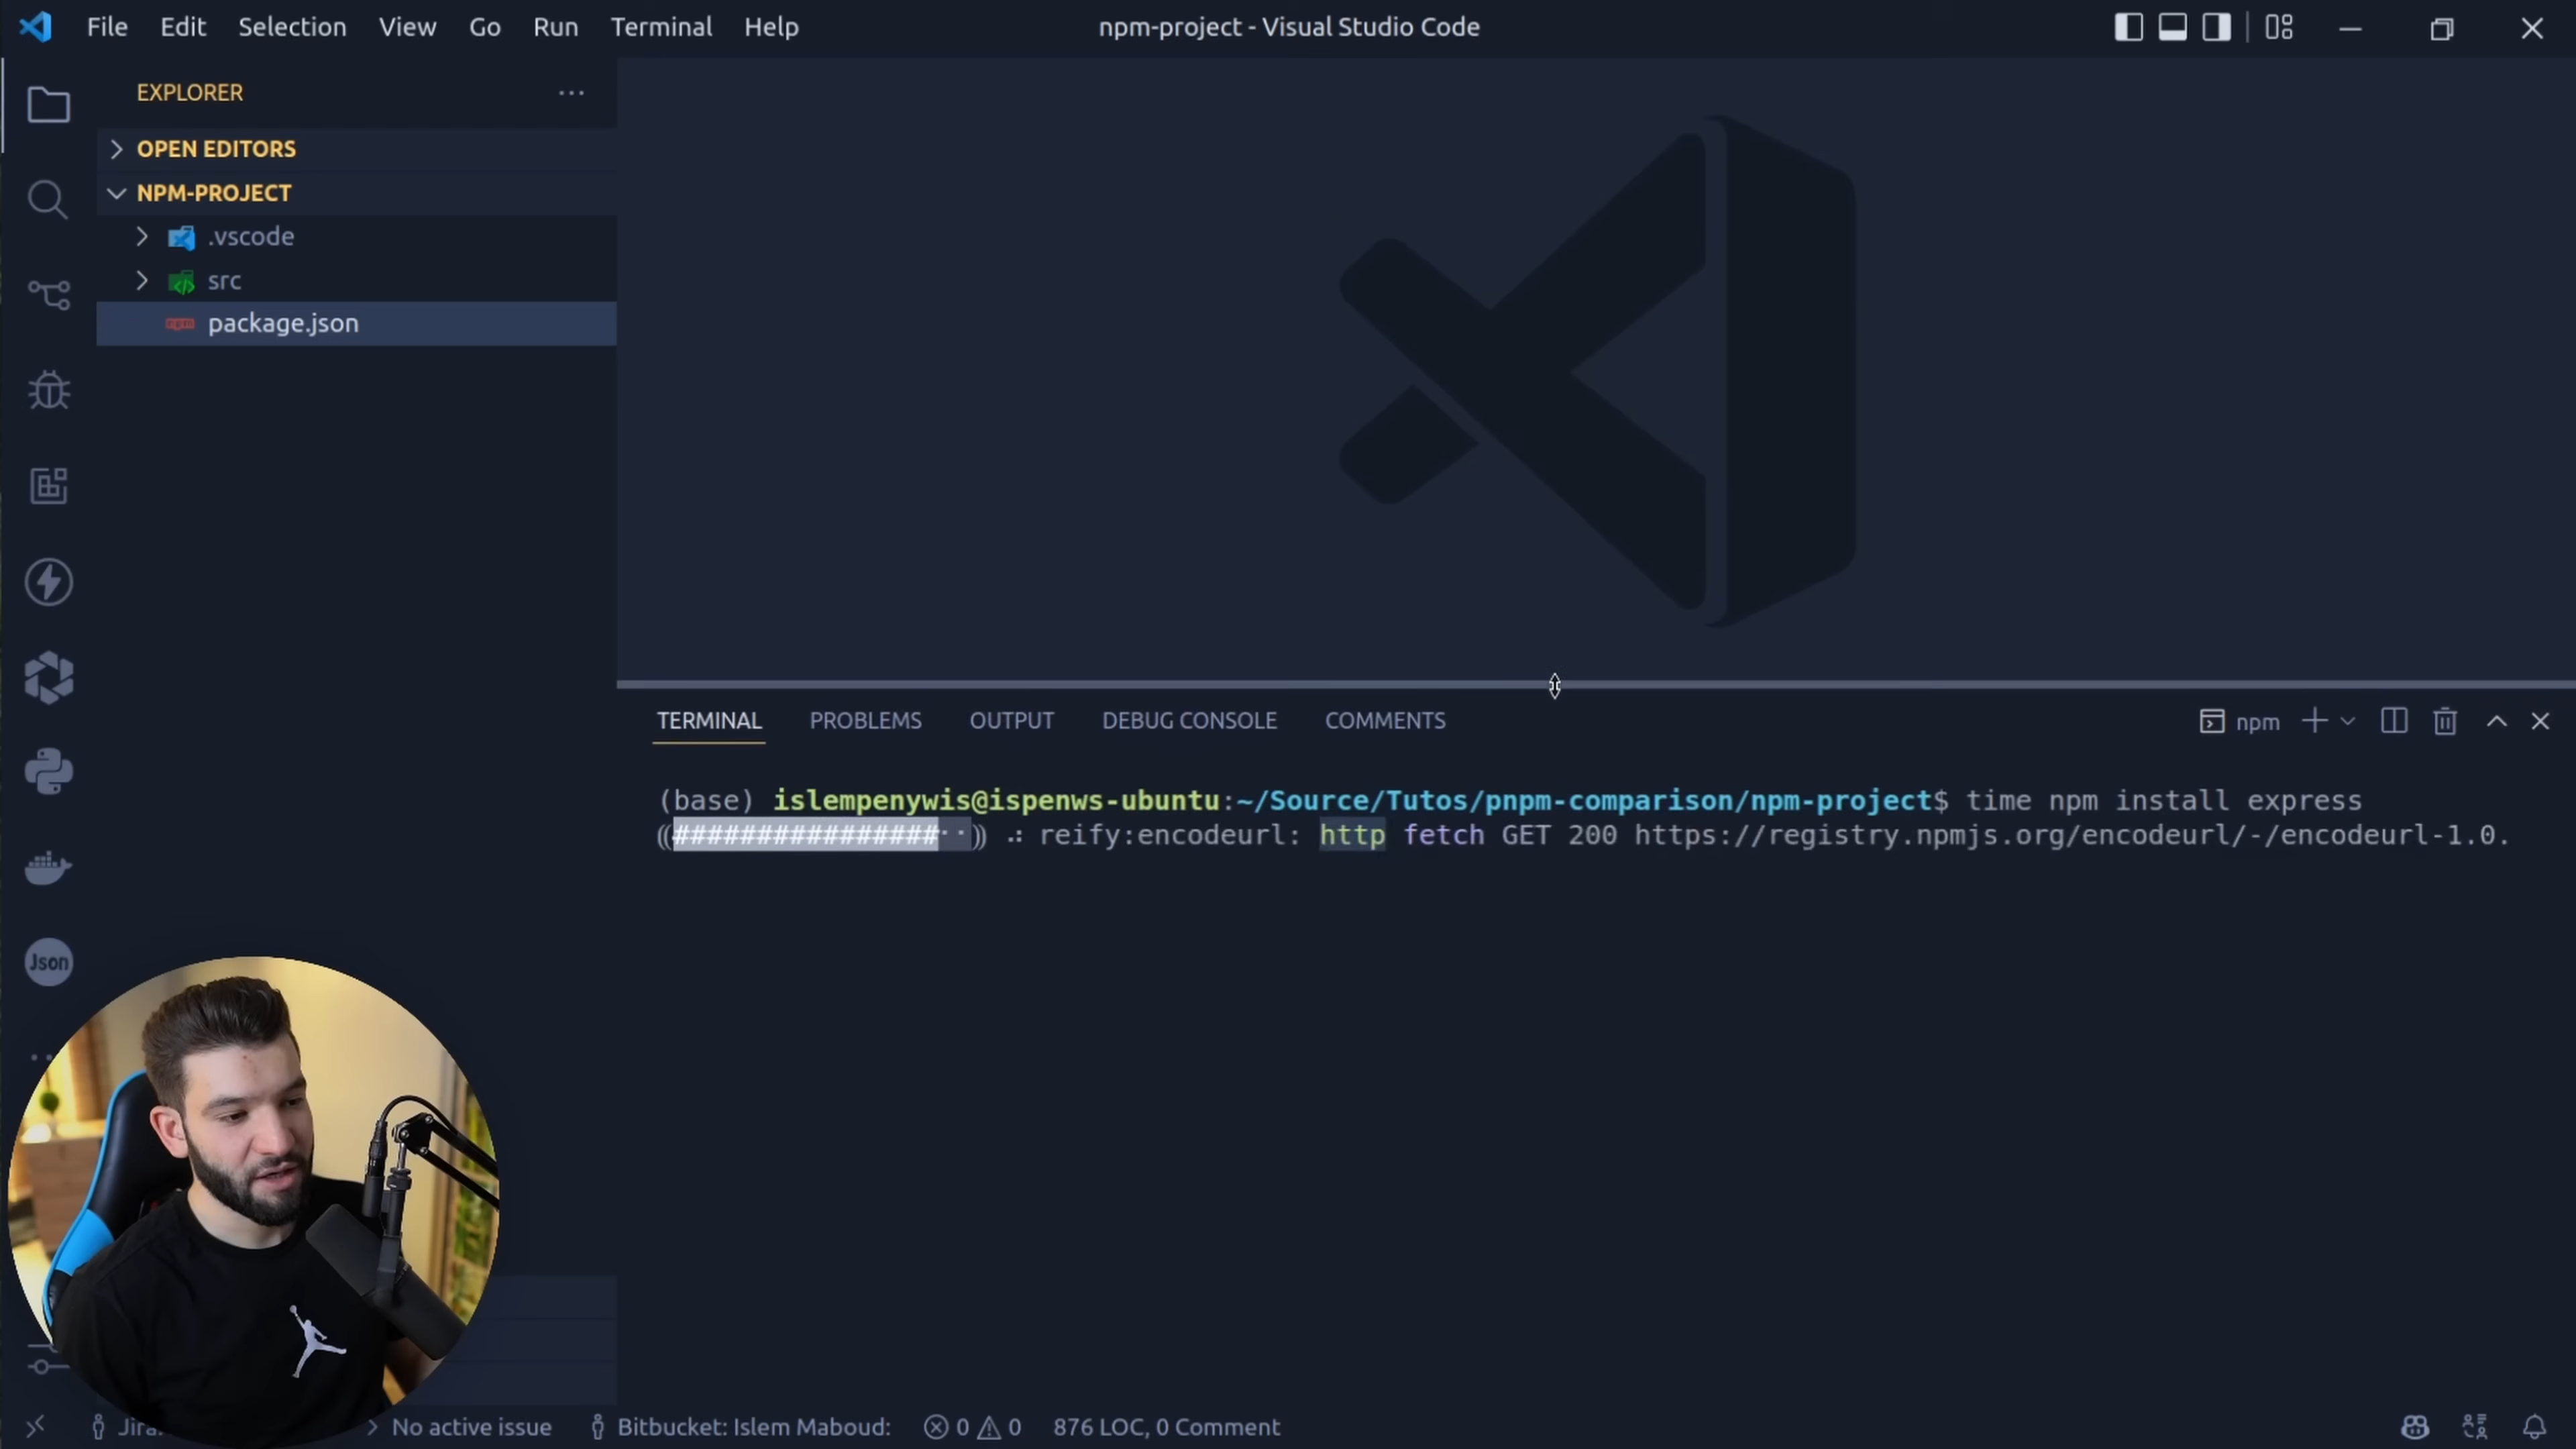 File Edit Selection View Go Run Terminal Help
npm-project - Visual Studio Code
EXPLORER
OPEN EDITORS
NPM-PROJECT
.vscode
src
npm package.json
TERMINAL PROBLEMS OUTPUT DEBUG CONSOLE COMMENTS
npm
(base) islempenywis@ispenws-ubuntu:~/Source/Tutos/pnpm-comparison/npm-project$ time npm install express
((################··)) ⠴ reify:encodeurl: http fetch GET 200 https://registry.npmjs.org/encodeurl/-/encodeurl-1.0.
Json
Jira: No active issue Bitbucket: Islem Maboud: 0 0 876 LOC, 0 Comment